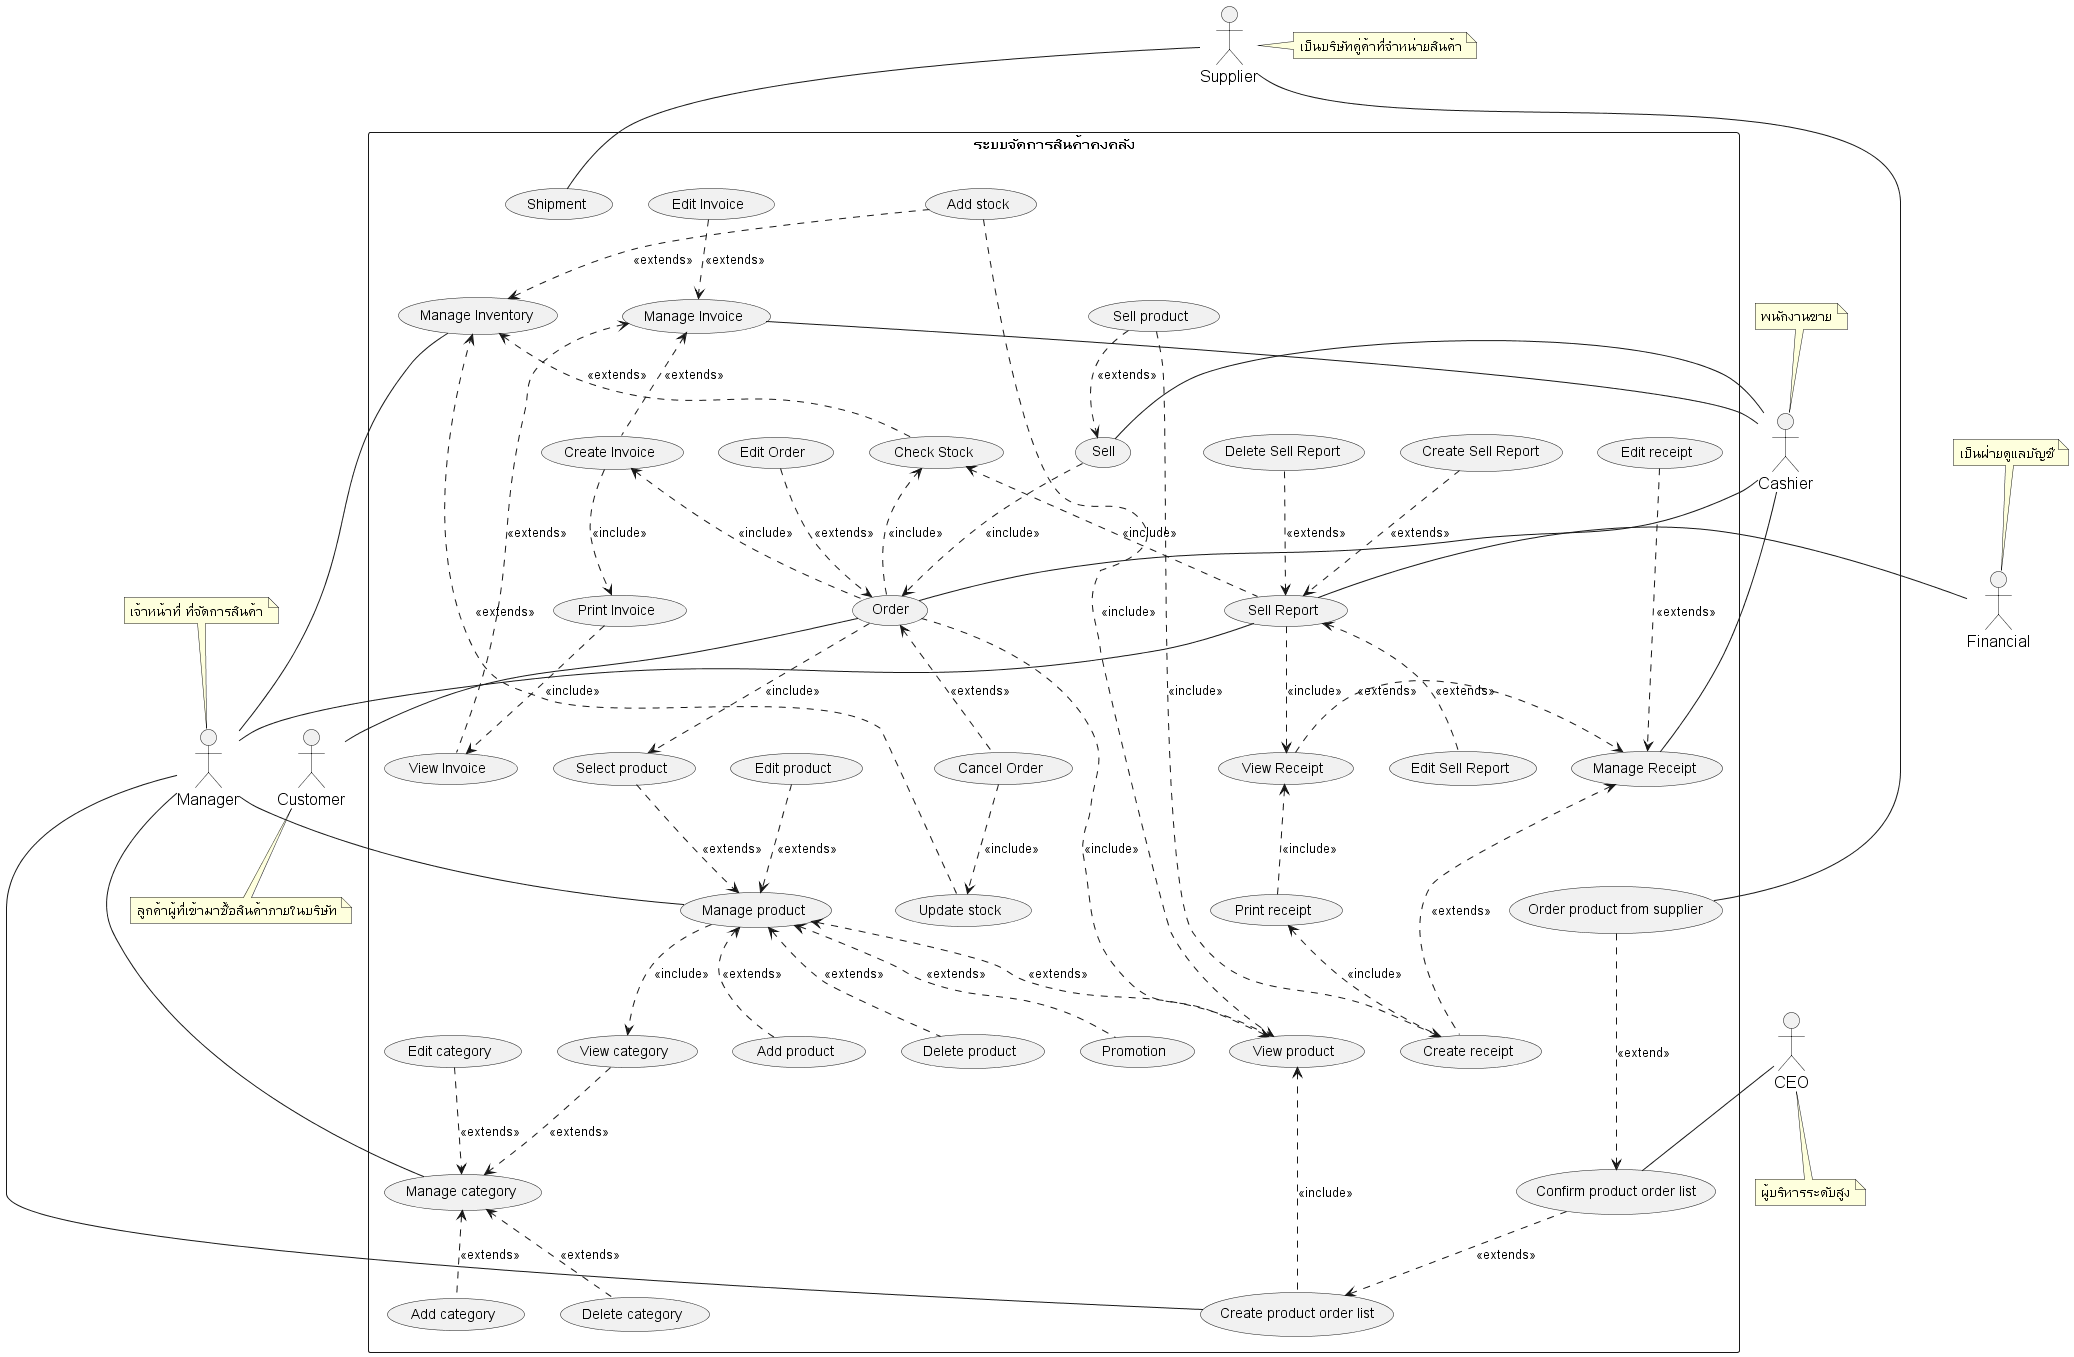 เป็นบริษัทคู่ค้าที่จำหน่ายสินค้า
Supplier
ระบบจัดการสินค้าคงคลัง
Shipment
Edit Invoice
Add stock
«extends»
«extends»
พนักงานขาย
Manage Inventory
Manage Invoice
Sell product
«extends»
«extends»
«extends»
เป็นฝ่ายดูแลบัญชี
Create Invoice
Edit Order
Check Stock
Sell
Delete Sell Report
Create Sell Report
Edit receipt
Cashier
«extends»
«include»
«include»
«extends»
«include»
«include»
«include»
«extends»
«extends»
เจ้าหน้าที่ ที่จัดการสินค้า
«extends»
Print Invoice
Order
«include»
Sell Report
«extends»
Financial
«include»
«include»
«extends»
«include»
«include»
«extends»
«extends»
View Invoice
Select product
Edit product
Cancel Order
View Receipt
Edit Sell Report
Manage Receipt
Manager
Customer
«extends»
«extends»
«include»
«include»
«include»
ลูกค้าผู้ที่เข้ามาซื้อสินค้าภายในบริษัท
Manage product
Update stock
Print receipt
«extends»
Order product from supplier
«include»
«extends»
«extends»
«extends»
«extends»
«include»
Edit category
View category
Add product
Delete product
Promotion
View product
Create receipt
«extend»
CEO
«extends»
«extends»
Manage category
«include»
Confirm product order list
ผู้บริหารระดับสูง
«extends»
«extends»
«extends»
Add category
Delete category
Create product order list